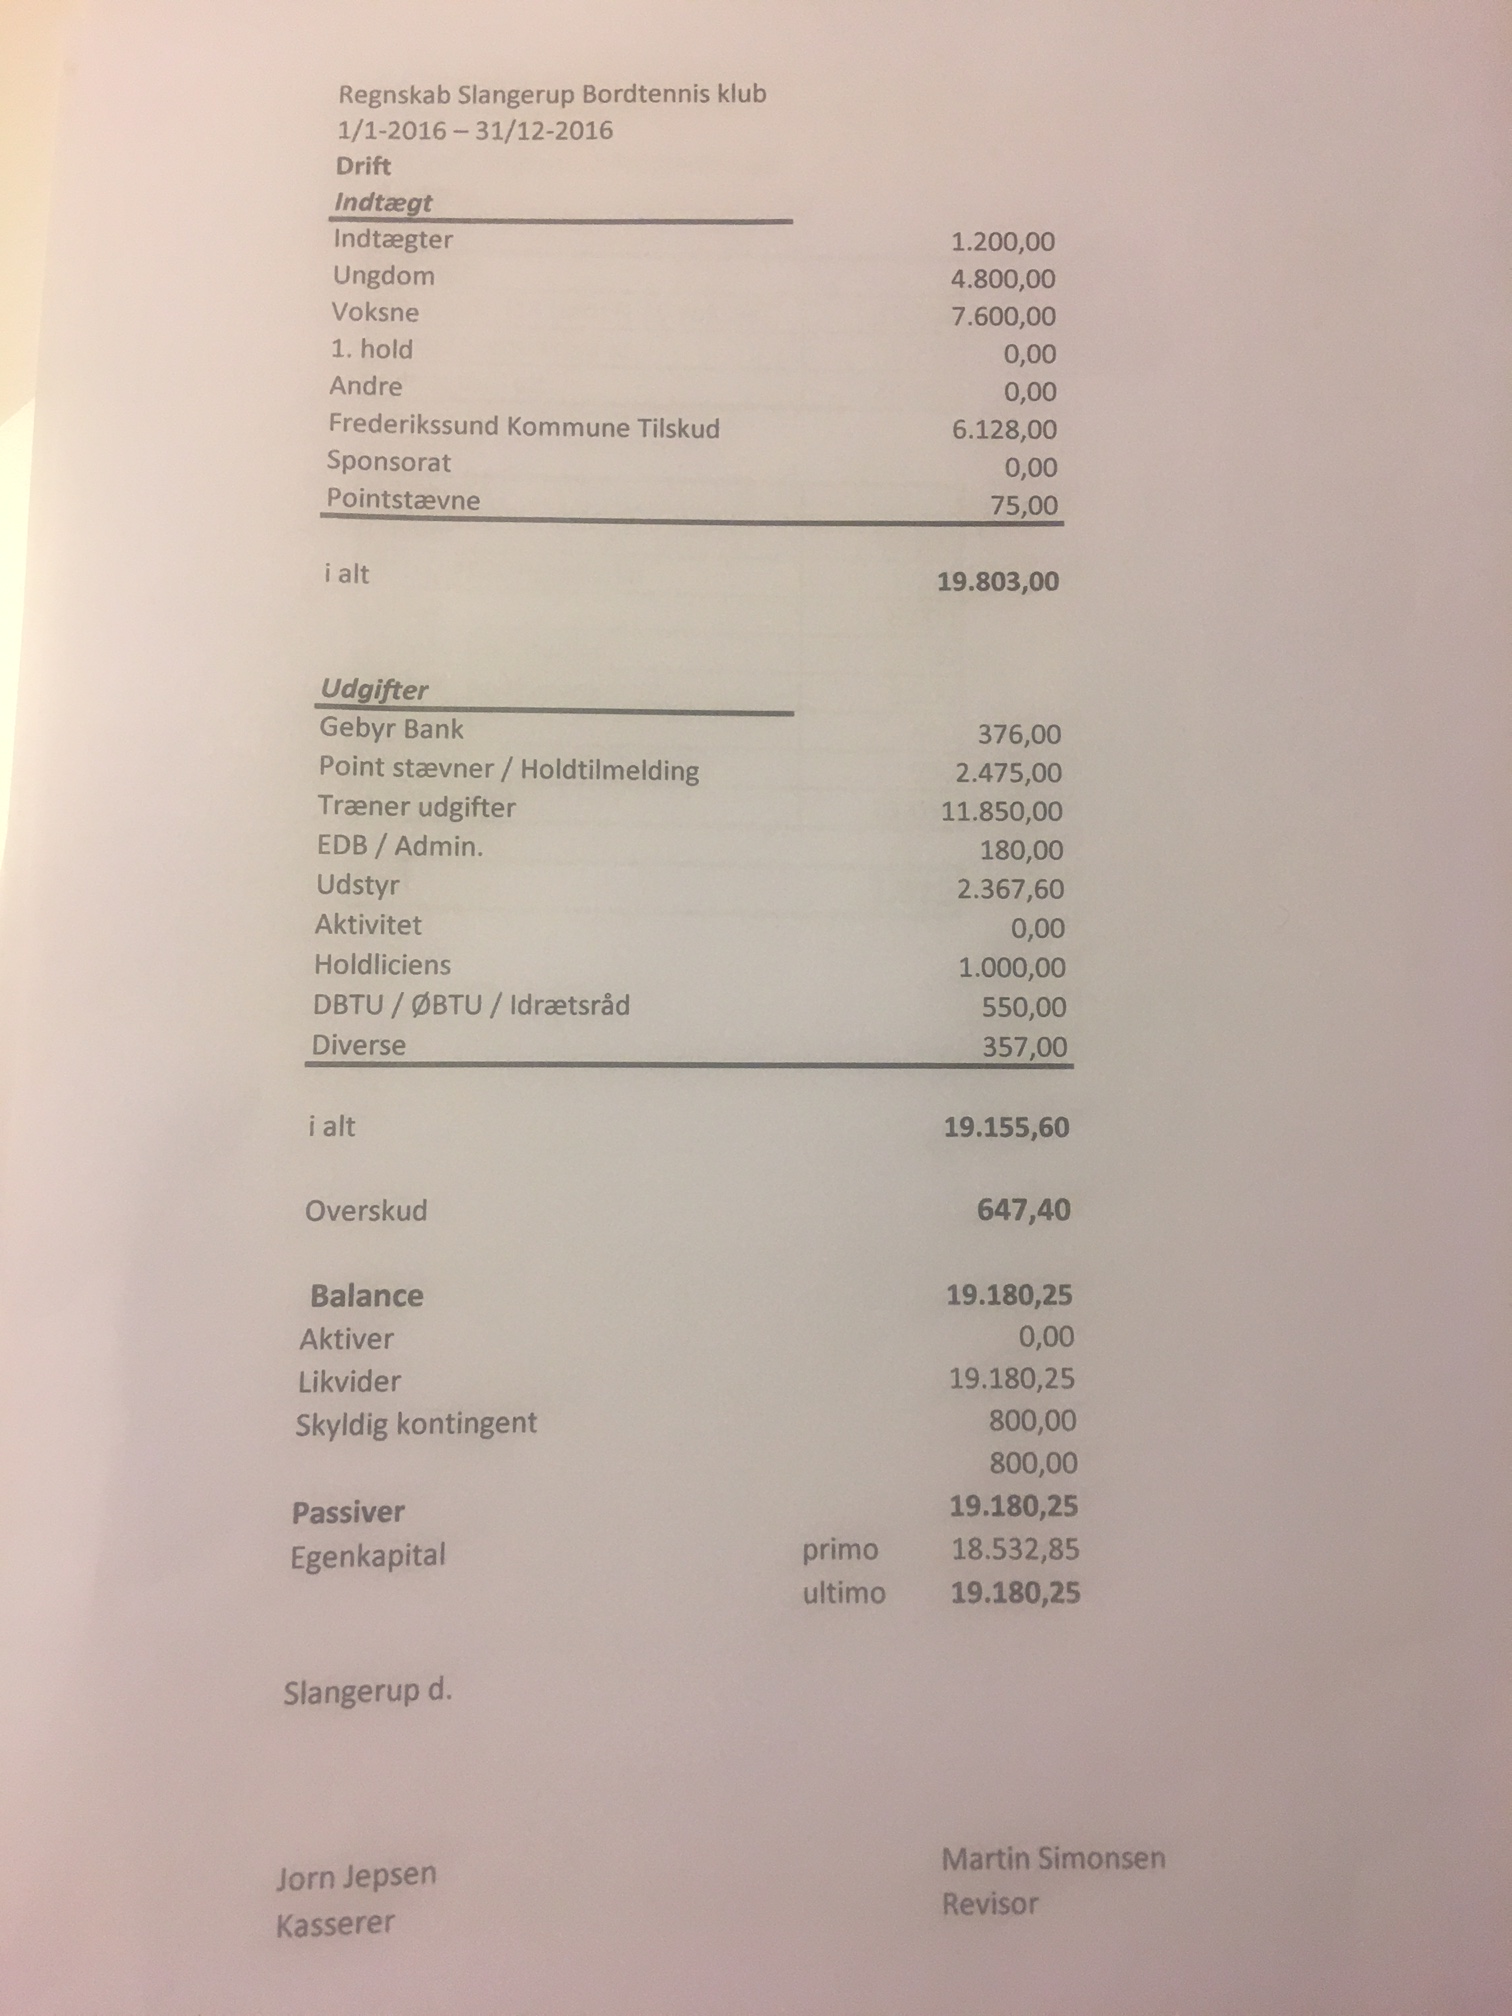 Regnskab Slangerup Bordtennis klub
1/1-2016 – 31/12-2016
Drift
Indtægt
Indtægter 1.200,00
Ungdom 4.800,00
Voksne 7.600,00
1. hold 0,00
Andre 0,00
Frederikssund Kommune Tilskud 6.128,00
Sponsorat 0,00
Pointstævne 75,00
i alt 19.803,00
Udgifter
Gebyr Bank 376,00
Point stævner / Holdtilmelding 2.475,00
Træner udgifter 11.850,00
EDB / Admin. 180,00
Udstyr 2.367,60
Aktivitet 0,00
Holdliciens 1.000,00
DBTU / ØBTU / Idrætsråd 550,00
Diverse 357,00
i alt 19.155,60
Overskud 647,40
Balance 19.180,25
Aktiver 0,00
Likvider 19.180,25
Skyldig kontingent 800,00
800,00
Passiver 19.180,25
Egenkapital primo 18.532,85
ultimo 19.180,25
Slangerup d.
Jorn Jepsen Martin Simonsen
Kasserer Revisor